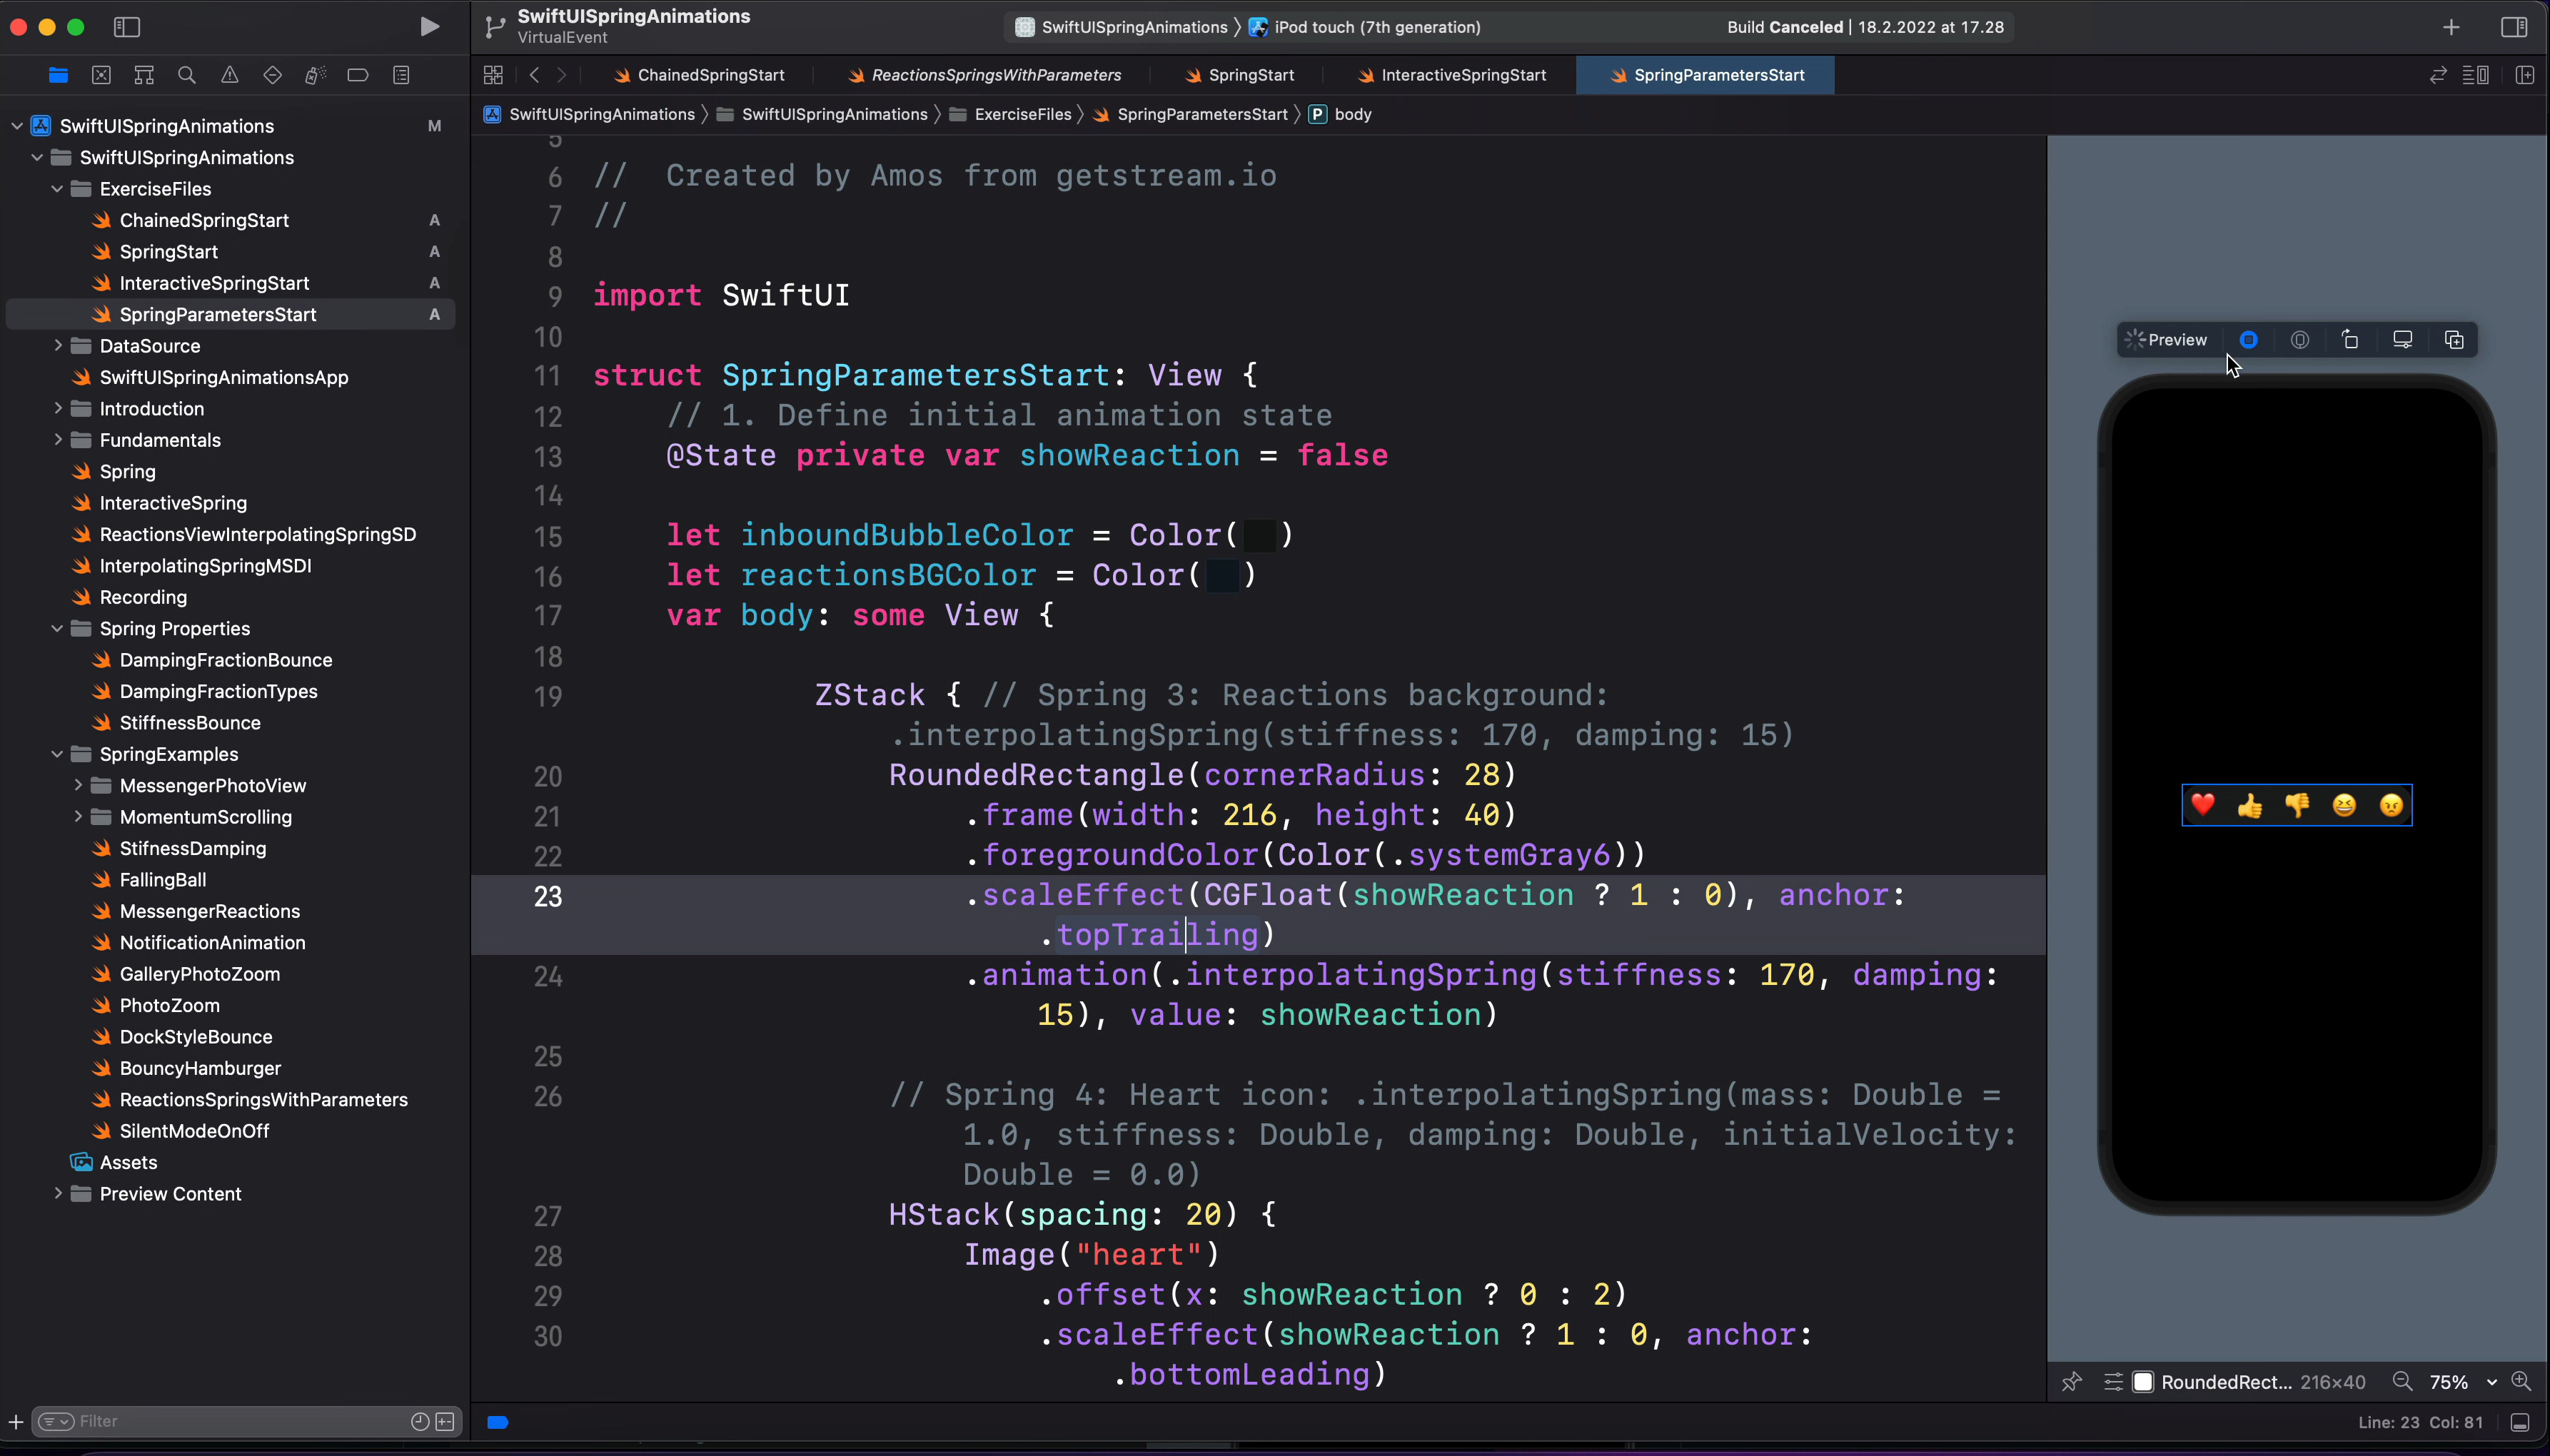 SwiftUISpringAnimations
VirtualEvent
SwiftUISpringAnimations
iPod touch (7th generation)
Build Canceled | 18.2.2022 at 17.28
ChainedSpringStart
ReactionsSpringsWithParameters
SpringStart
InteractiveSpringStart
SpringParametersStart
SwiftUISpringAnimations
SwiftUISpringAnimations
ExerciseFiles
SpringParametersStart
P body
SwiftUISpringAnimations M
SwiftUISpringAnimations
ExerciseFiles
ChainedSpringStart A
SpringStart A
InteractiveSpringStart A
SpringParametersStart A
DataSource
SwiftUISpringAnimationsApp
Introduction
Fundamentals
Spring
InteractiveSpring
ReactionsViewInterpolatingSpringSD
InterpolatingSpringMSDI
Recording
Spring Properties
DampingFractionBounce
DampingFractionTypes
StiffnessBounce
SpringExamples
MessengerPhotoView
MomentumScrolling
StifnessDamping
FallingBall
MessengerReactions
NotificationAnimation
GalleryPhotoZoom
PhotoZoom
DockStyleBounce
BouncyHamburger
ReactionsSpringsWithParameters
SilentModeOnOff
Assets
Preview Content
Filter
5
6 // Created by Amos from getstream.io
7 //
8
9 import SwiftUI
10
11 struct SpringParametersStart: View {
12 // 1. Define initial animation state
13 @State private var showReaction = false
14
15 let inboundBubbleColor = Color( )
16 let reactionsBGColor = Color( )
17 var body: some View {
18
19 ZStack { // Spring 3: Reactions background:
.interpolatingSpring(stiffness: 170, damping: 15)
20 RoundedRectangle(cornerRadius: 28)
21 .frame(width: 216, height: 40)
22 .foregroundColor(Color(.systemGray6))
23 .scaleEffect(CGFloat(showReaction ? 1 : 0), anchor:
.topTrailing)
24 .animation(.interpolatingSpring(stiffness: 170, damping:
15), value: showReaction)
25
26 // Spring 4: Heart icon: .interpolatingSpring(mass: Double =
1.0, stiffness: Double, damping: Double, initialVelocity:
Double = 0.0)
27 HStack(spacing: 20) {
28 Image("heart")
29 .offset(x: showReaction ? 0 : 2)
30 .scaleEffect(showReaction ? 1 : 0, anchor:
.bottomLeading)
Preview
RoundedRect... 216×40
75%
Line: 23 Col: 81